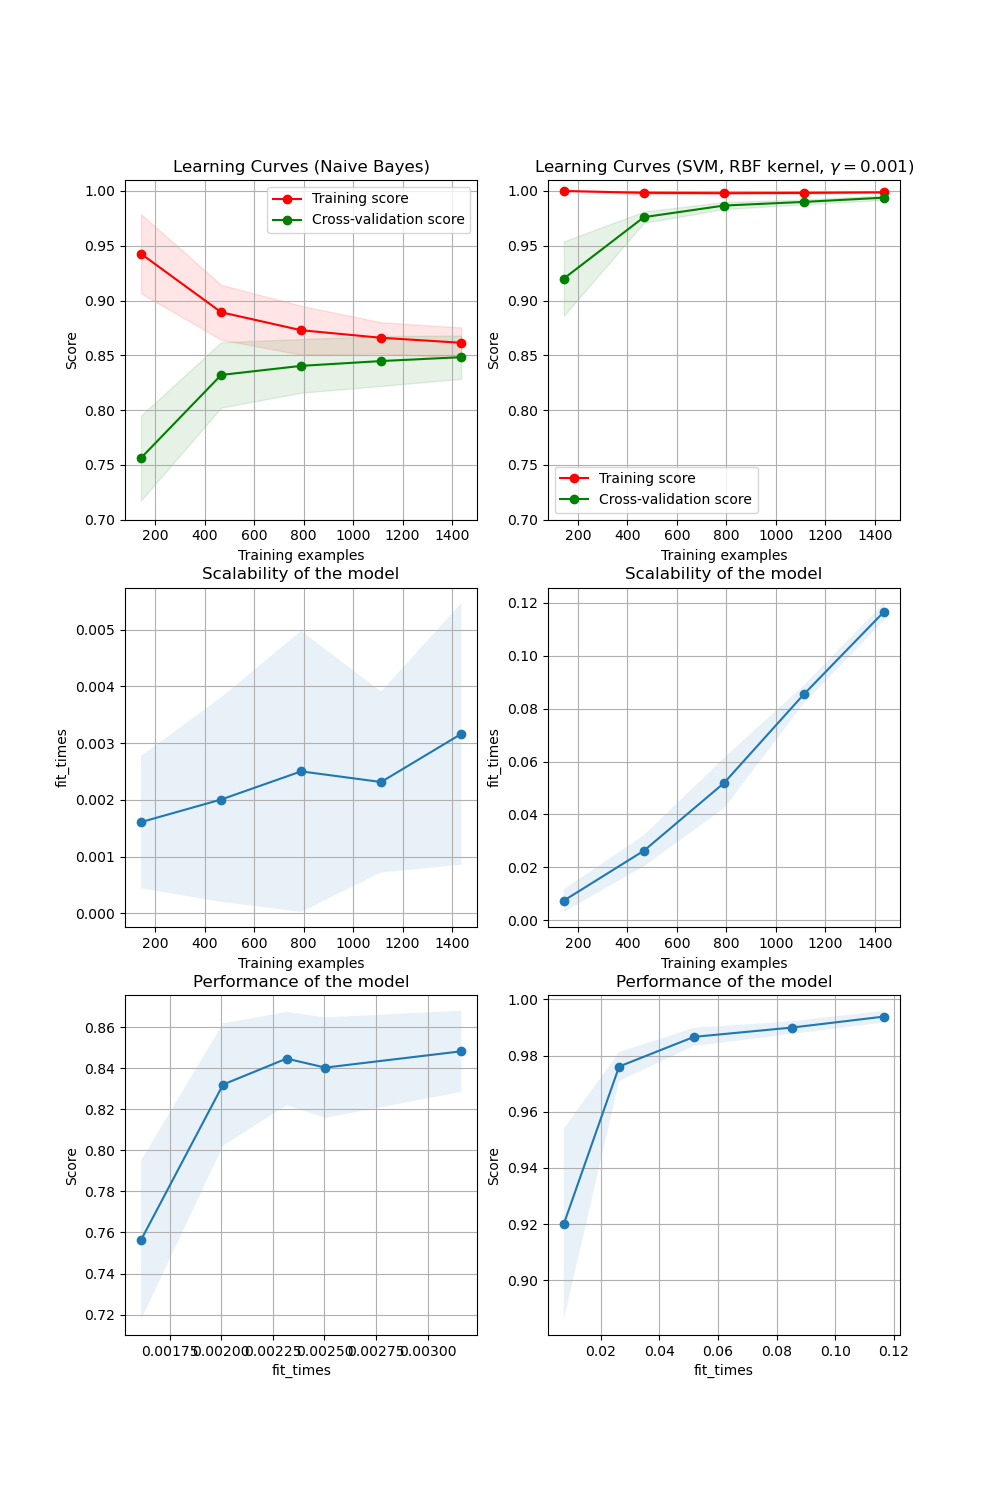 Learning Curves (Naive Bayes)
1.00
0.95
0.90
0.85
0.80
0.75
0.70
Score
Training score
Cross-validation score
200 400 600 800 1000 1200 1400
Training examples
Learning Curves (SVM, RBF kernel, γ = 0.001)
1.00
0.95
0.90
0.85
0.80
0.75
0.70
Score
Training score
Cross-validation score
200 400 600 800 1000 1200 1400
Training examples
Scalability of the model
0.005
0.004
0.003
0.002
0.001
0.000
fit_times
200 400 600 800 1000 1200 1400
Training examples
Scalability of the model
0.12
0.10
0.08
0.06
0.04
0.02
0.00
fit_times
200 400 600 800 1000 1200 1400
Training examples
Performance of the model
0.86
0.84
0.82
0.80
0.78
0.76
0.74
0.72
Score
0.00175 0.00200 0.00225 0.00250 0.00275 0.00300
fit_times
Performance of the model
1.00
0.98
0.96
0.94
0.92
0.90
Score
0.02 0.04 0.06 0.08 0.10 0.12
fit_times